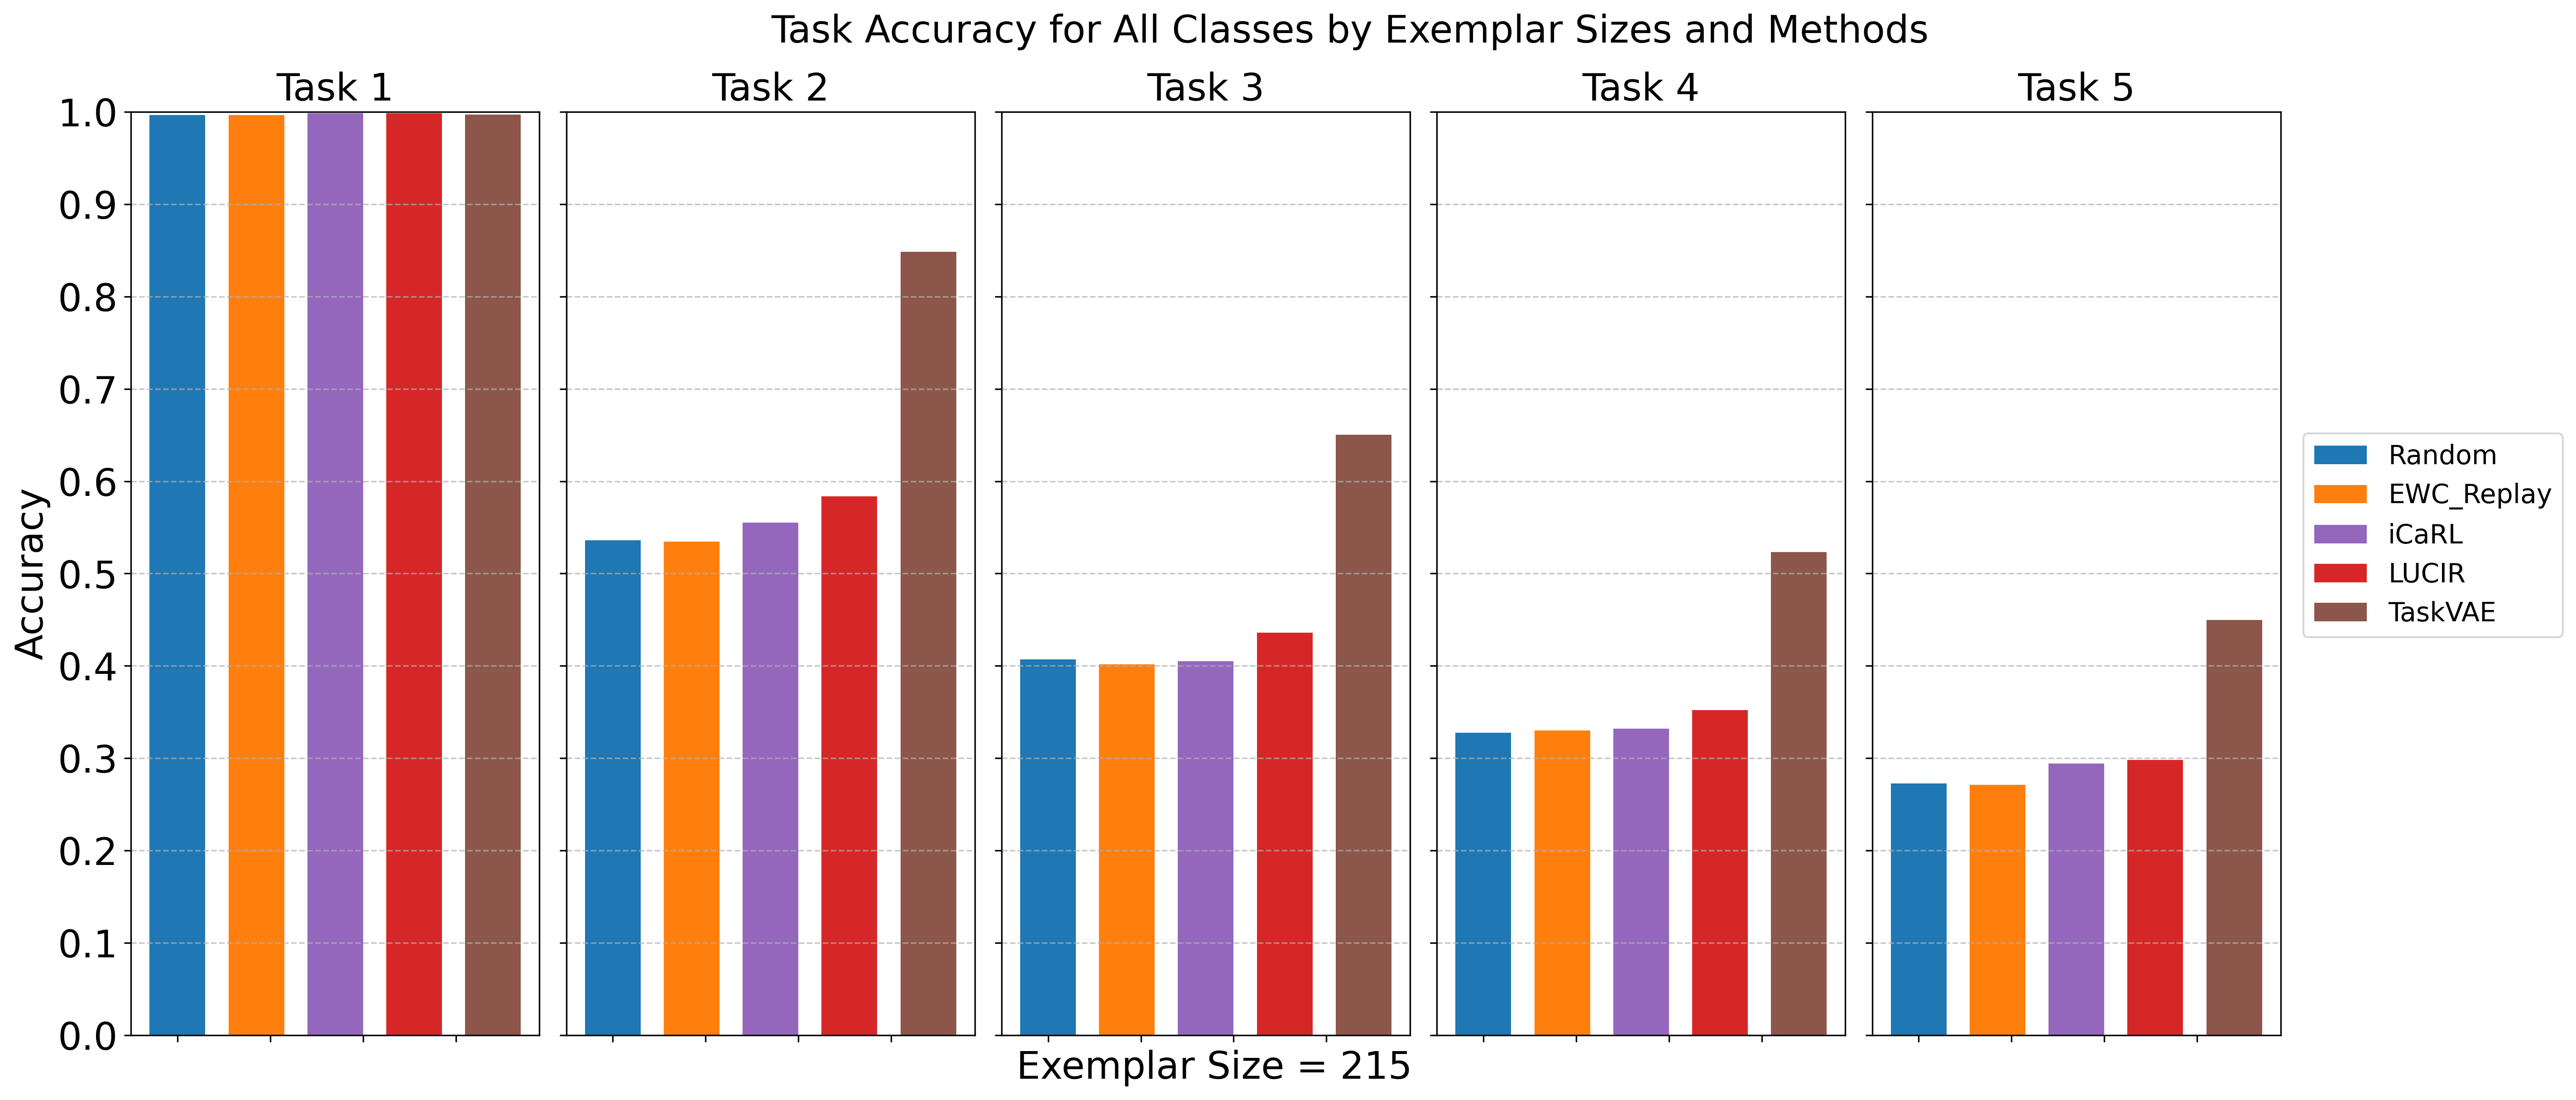 Task Accuracy for All Classes by Exemplar Sizes and Methods
Task 1
Task 2
Task 3
Task 4
Task 5
1.0
0.9
0.8
0.7
0.6
0.5
0.4
0.3
0.2
0.1
0.0
Accuracy
Exemplar Size = 215
Random
EWC_Replay
iCaRL
LUCIR
TaskVAE